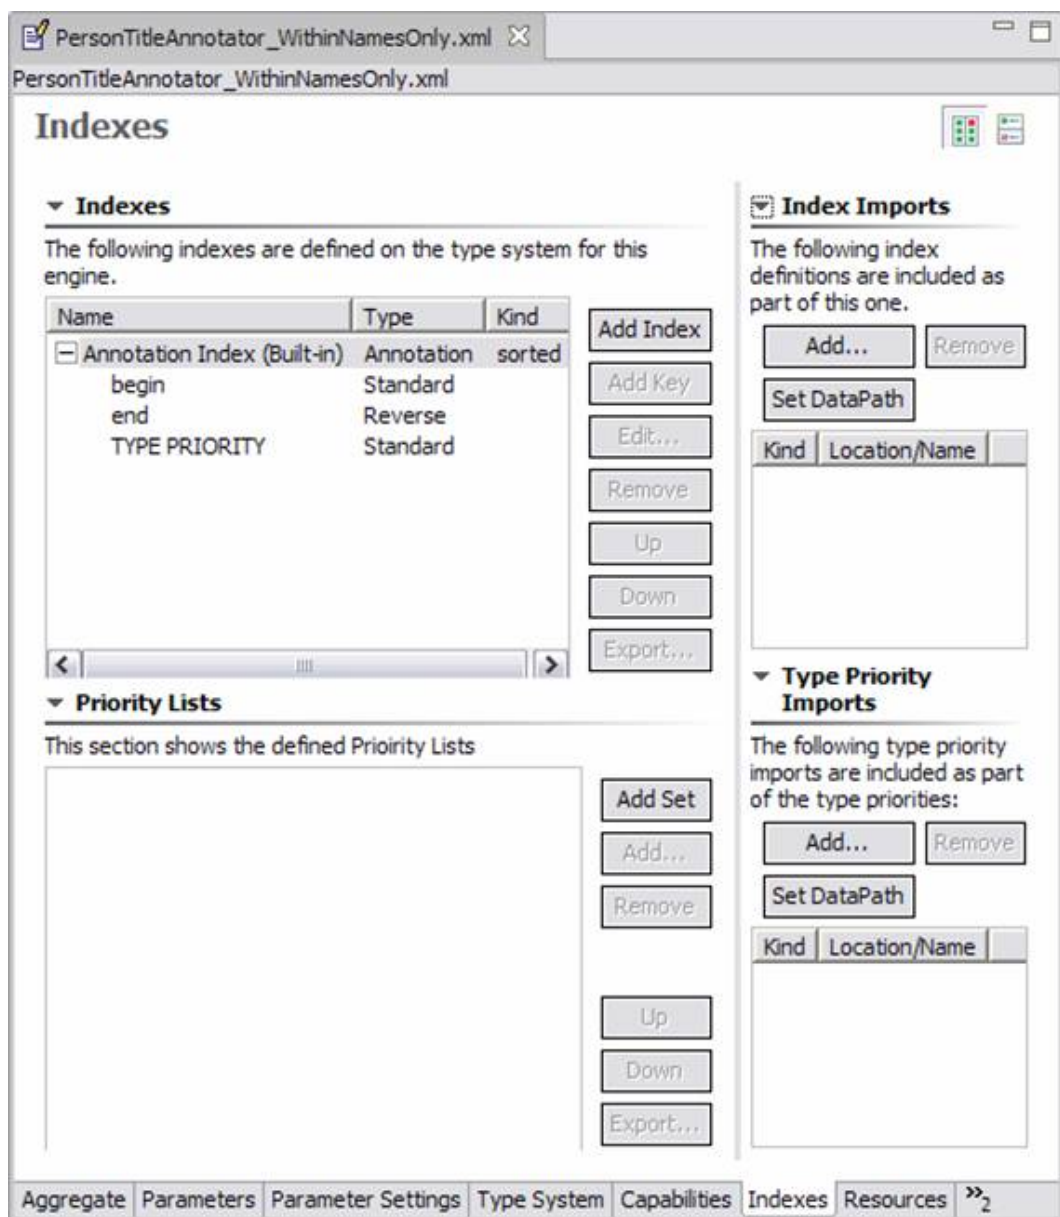 PersonTitleAnnotator_WithinNamesOnly.xml
PersonTitleAnnotator_WithinNamesOnly.xml
Indexes
Indexes
The following indexes are defined on the type system for this
engine.
Name Type Kind
Annotation Index (Built-in) Annotation sorted
begin Standard
end Reverse
TYPE PRIORITY Standard
Add Index
Add Key
Edit...
Remove
Up
Down
Export...
Priority Lists
This section shows the defined Prioirity Lists
Add Set
Add...
Remove
Up
Down
Export...
Index Imports
The following index
definitions are included as
part of this one.
Add... Remove
Set DataPath
Kind Location/Name
Type Priority
Imports
The following type priority
imports are included as part
of the type priorities:
Add... Remove
Set DataPath
Kind Location/Name
Aggregate Parameters Parameter Settings Type System Capabilities Indexes Resources »2